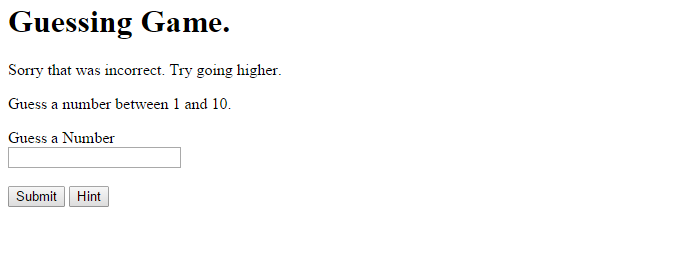 Guessing Game.
Sorry that was incorrect. Try going higher.
Guess a number between 1 and 10.
Guess a Number
Submit Hint